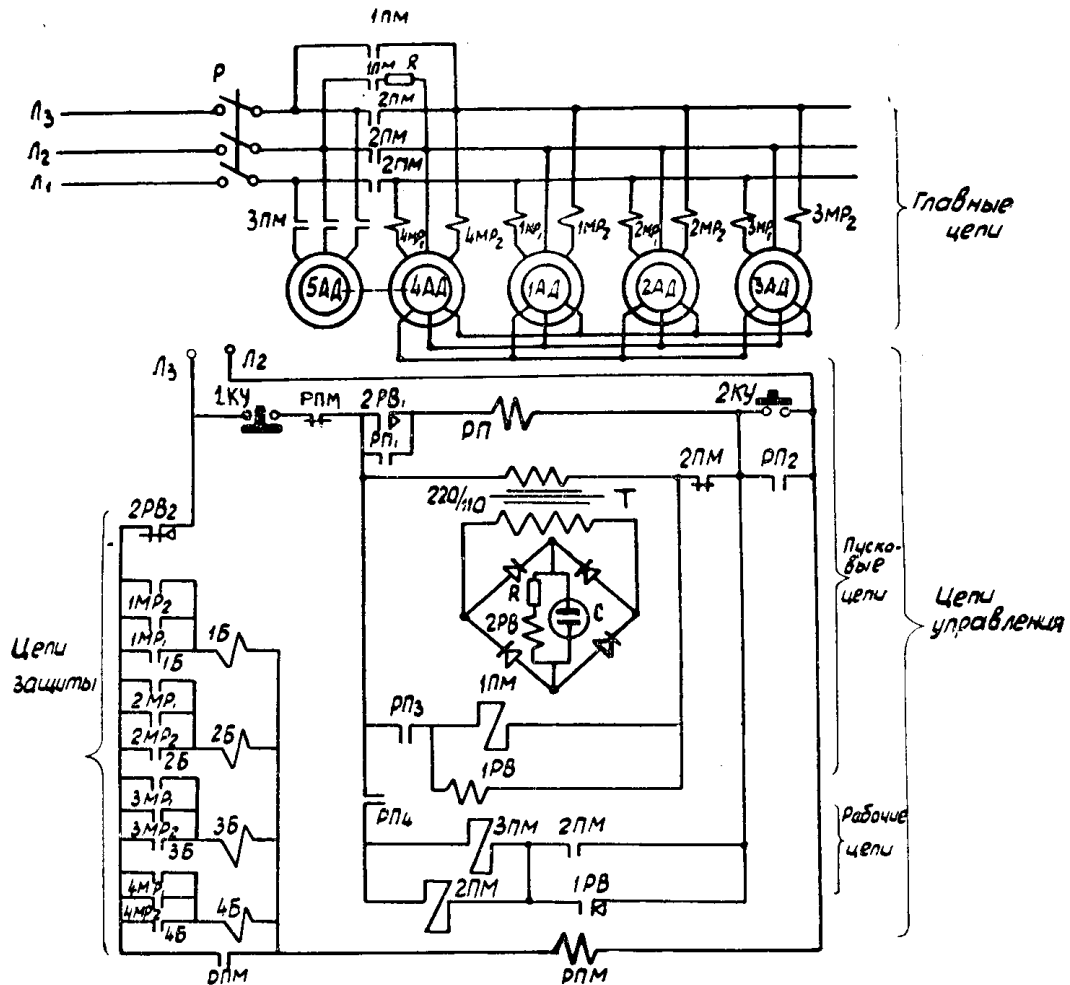 1ПМ
1ПМ R
P
2ПМ
Л3
2ПМ
Л2
2ПМ
Л1
3ПМ
4МР1
4МР2
1МР1
1МР2
2МР1
2МР2
3МР1
3МР2
Главные
цепи
5АД
4АД
1АД
2АД
3АД
Л3
Л2
1КУ
РПМ
2РВ1
РП
2КУ
РП1
2ПМ
РП2
220/110
Т
2РВ2
R
C
2РВ
Пуско-
вые
цепи
Цепи
управления
Цепи
защиты
1МР2
1МР1
1Б
1Б
2МР1
2МР2
2Б
2Б
3МР1
3МР2
3Б
3Б
4МР1
4МР2
4Б
4Б
1ПМ
РП3
1РВ
РП4
3ПМ
2ПМ
Рабочие
цепи
2ПМ
1РВ
РПМ
РПМ